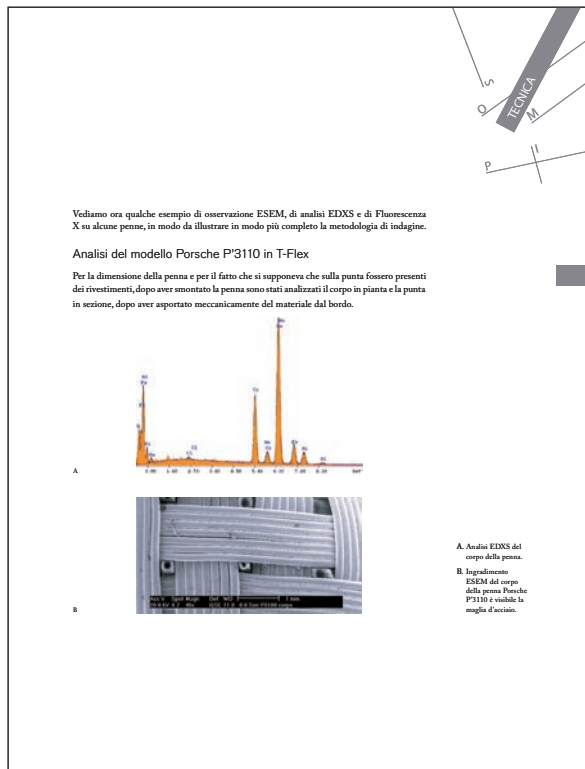 S
O
TECNICA
M
I
P
Vediamo ora qualche esempio di osservazione ESEM, di analisi EDXS e di Fluorescenza
X su alcune penne, in modo da illustrare in modo più completo la metodologia di indagine.
Analisi del modello Porsche P'3110 in T-Flex
Per la dimensione della penna e per il fatto che si supponeva che sulla punta fossero presenti
dei rivestimenti, dopo aver smontato la penna sono stati analizzati il corpo in pianta e la punta
in sezione, dopo aver asportato meccanicamente del materiale dal bordo.
A
A. Analisi EDXS del
corpo della penna.
B. Ingradimento
ESEM del corpo
della penna Porsche
P'3110 è visibile la
maglia d'acciaio.
B